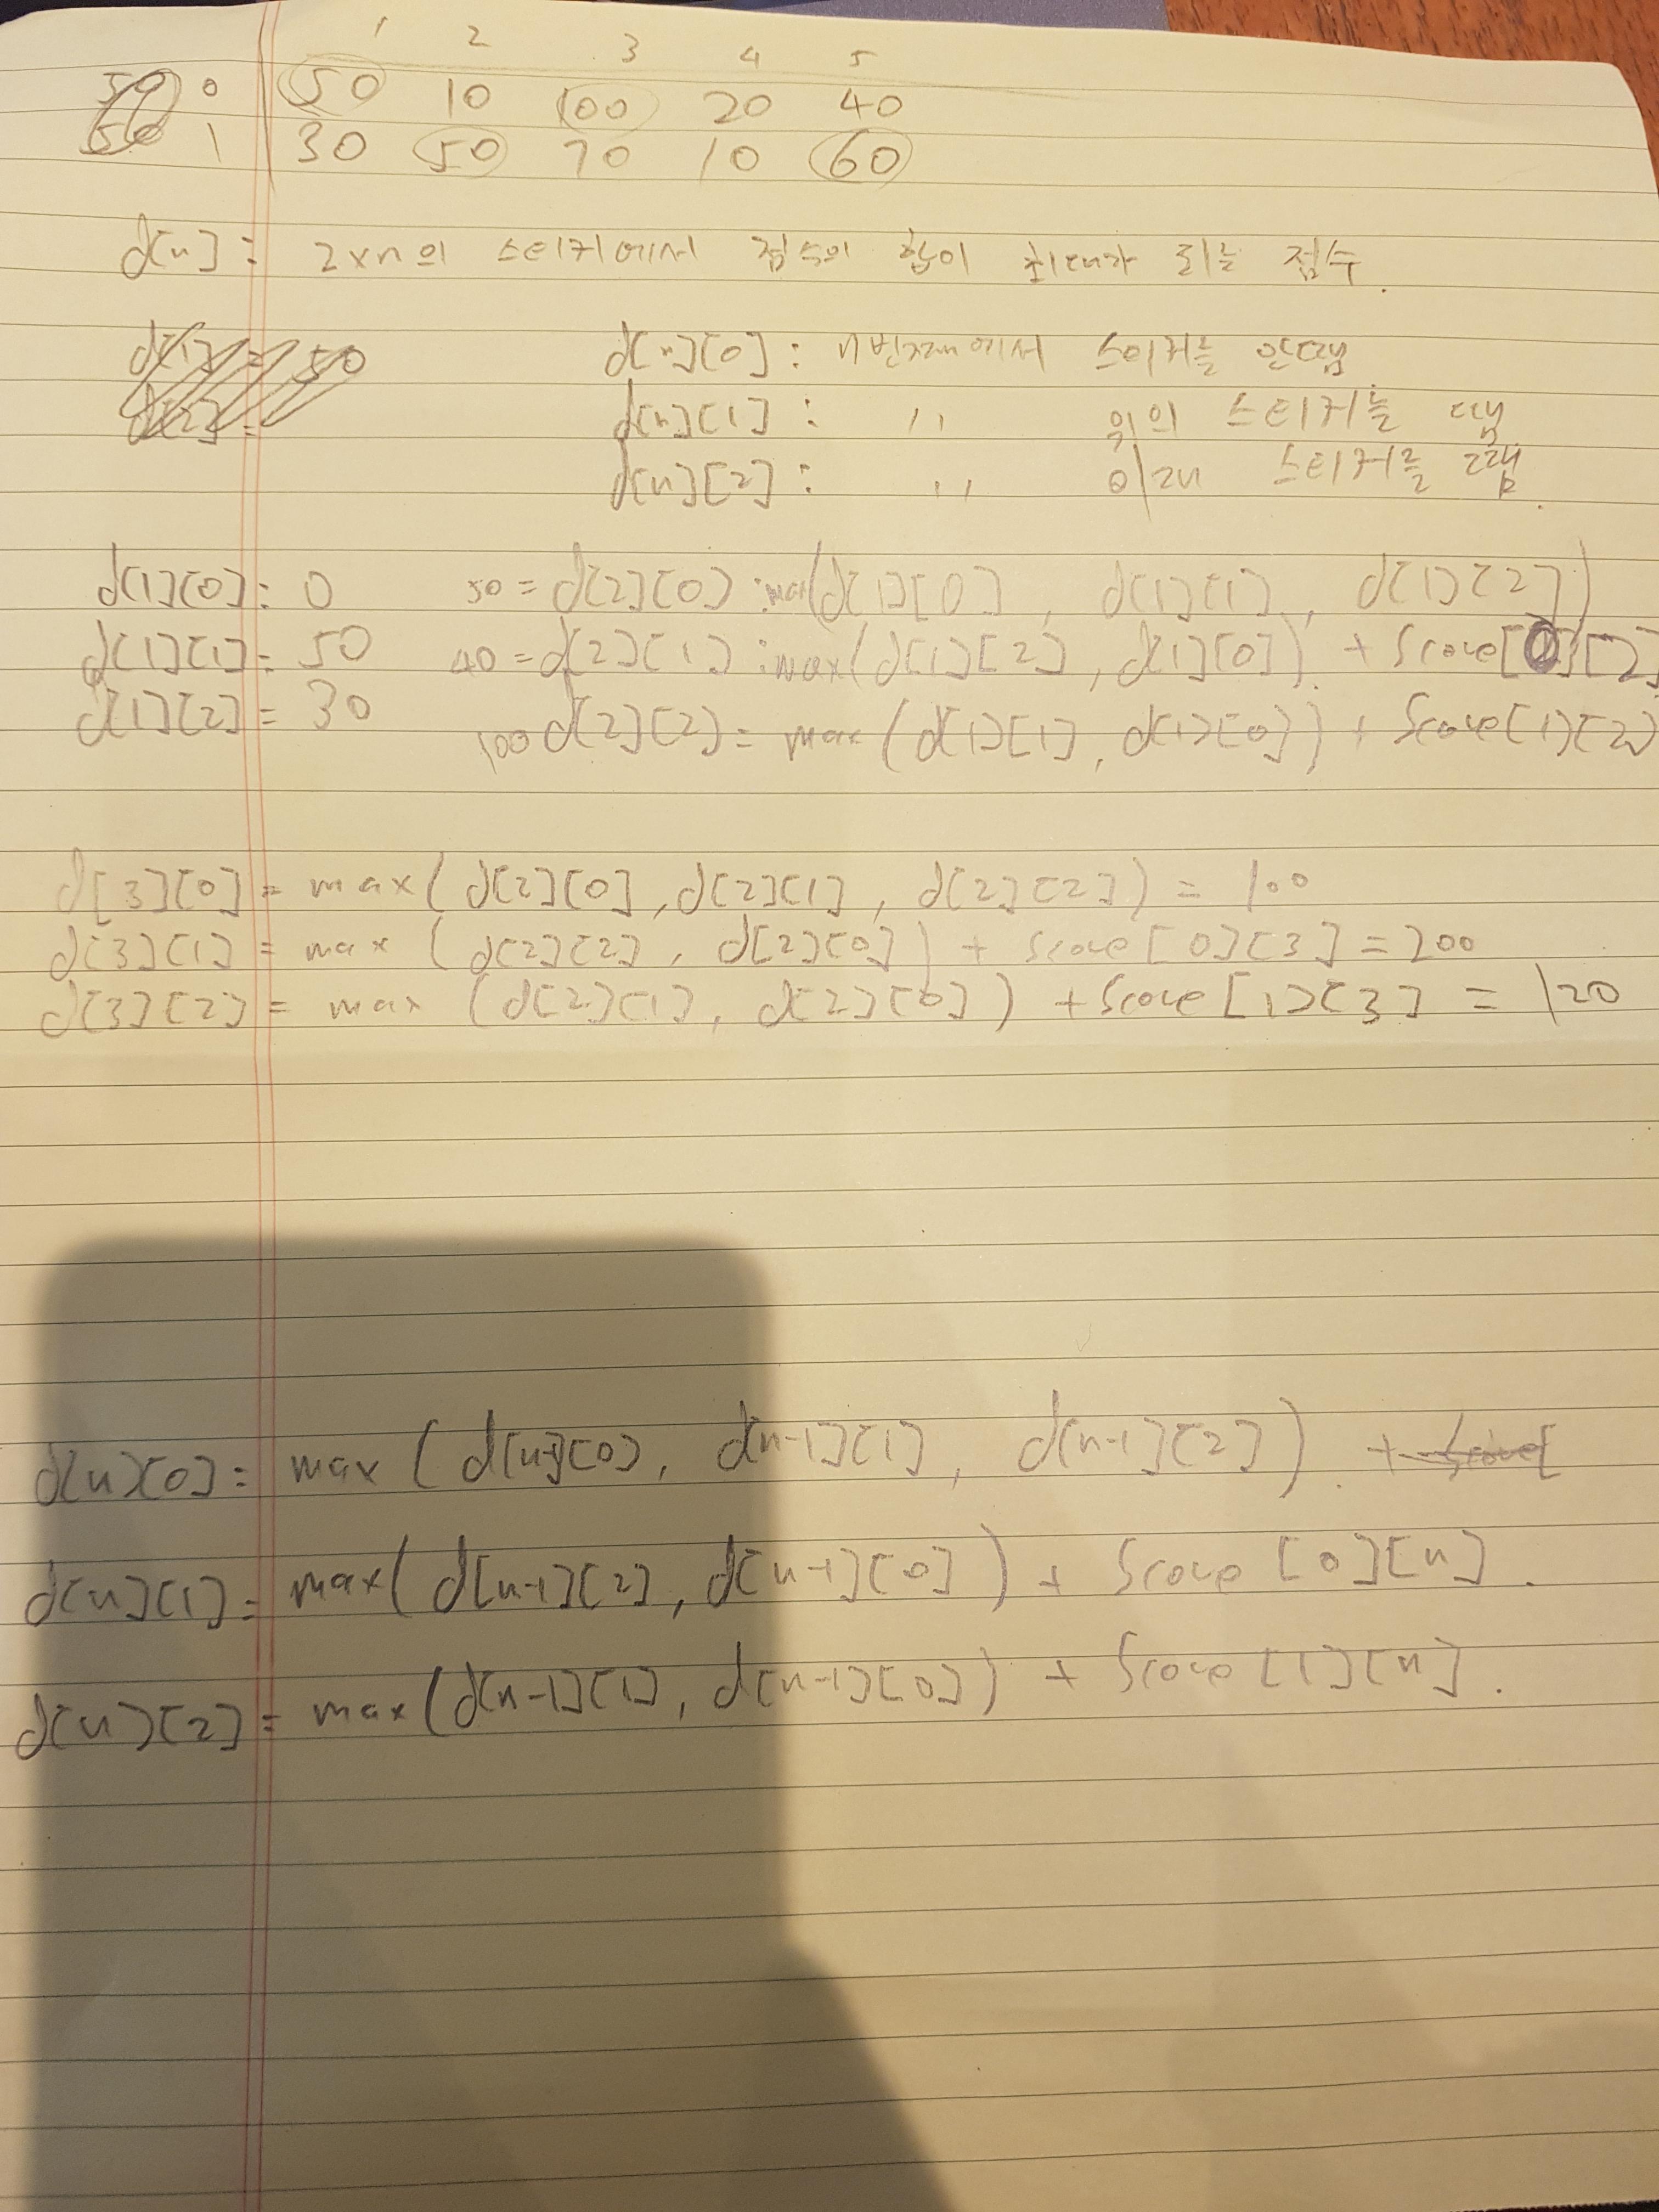 1 2 3 4 5
50 0 50 10 100 20 40
50 1 30 50 70 10 60
d[n] : 2xn의 스티커에서 점수의 합이 최대가 되는 점수.
d[1] = 50
d[2] =
d[n][0] : n번째에서 스티커를 안뗌
d[n][1] : 〃 위의 스티커를 뗌
d[n][2] : 〃 아래 스티커를 뗌.
d[1][0] : 0
50 = d[2][0] : max(d[1][0], d[1][1], d[1][2])
d[1][1] = 50
40 = d[2][1] : max(d[1][2], d[1][0]) + Score[0][2]
d[1][2] = 30
100 d[2][2] = max(d[1][1], d[1][0]) + Score[1][2]
d[3][0] = max(d[2][0], d[2][1], d[2][2]) = 100
d[3][1] = max(d[2][2], d[2][0]) + Score[0][3] = 200
d[3][2] = max(d[2][1], d[2][0]) + Score[1][3] = 120
d[n][0] = max(d[n-1][0], d[n-1][1], d[n-1][2]). + Score[
d[n][1] = max(d[n-1][2], d[n-1][0]) + Score[0][n].
d[n][2] = max(d[n-1][1], d[n-1][0]) + Score[1][n].